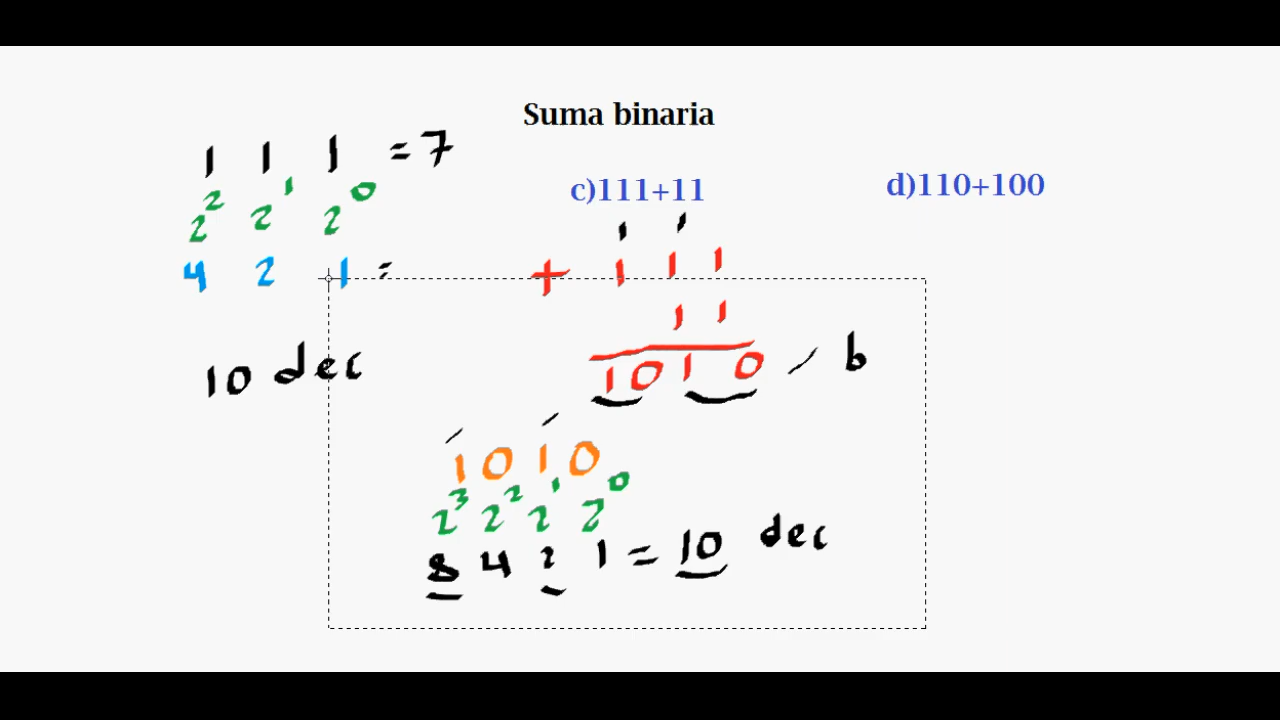 Suma binaria
1 1 1 = 7
2² 2¹ 2⁰
4 2 1 =
10 dec
c)111+11
1 1
+ 1 1 1
1 1
1 0 1 0 / b
1 0 1 0
2³ 2² 2¹ 2⁰
8 4 2 1 = 10 dec
d)110+100